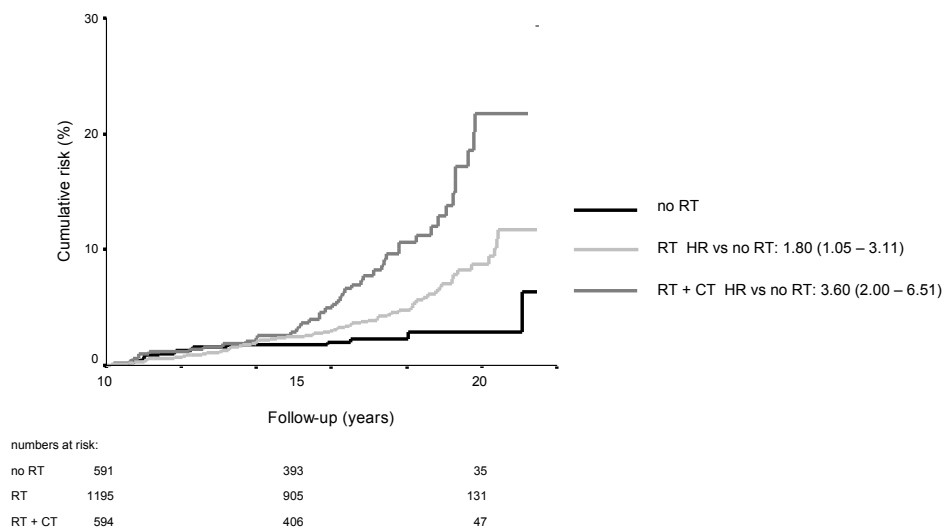 30
20
10
0
Cumulative risk (%)
10 15 20
Follow-up (years)
no RT
RT HR vs no RT: 1.80 (1.05 – 3.11)
RT + CT HR vs no RT: 3.60 (2.00 – 6.51)
numbers at risk:
no RT 591 393 35
RT 1195 905 131
RT + CT 594 406 47